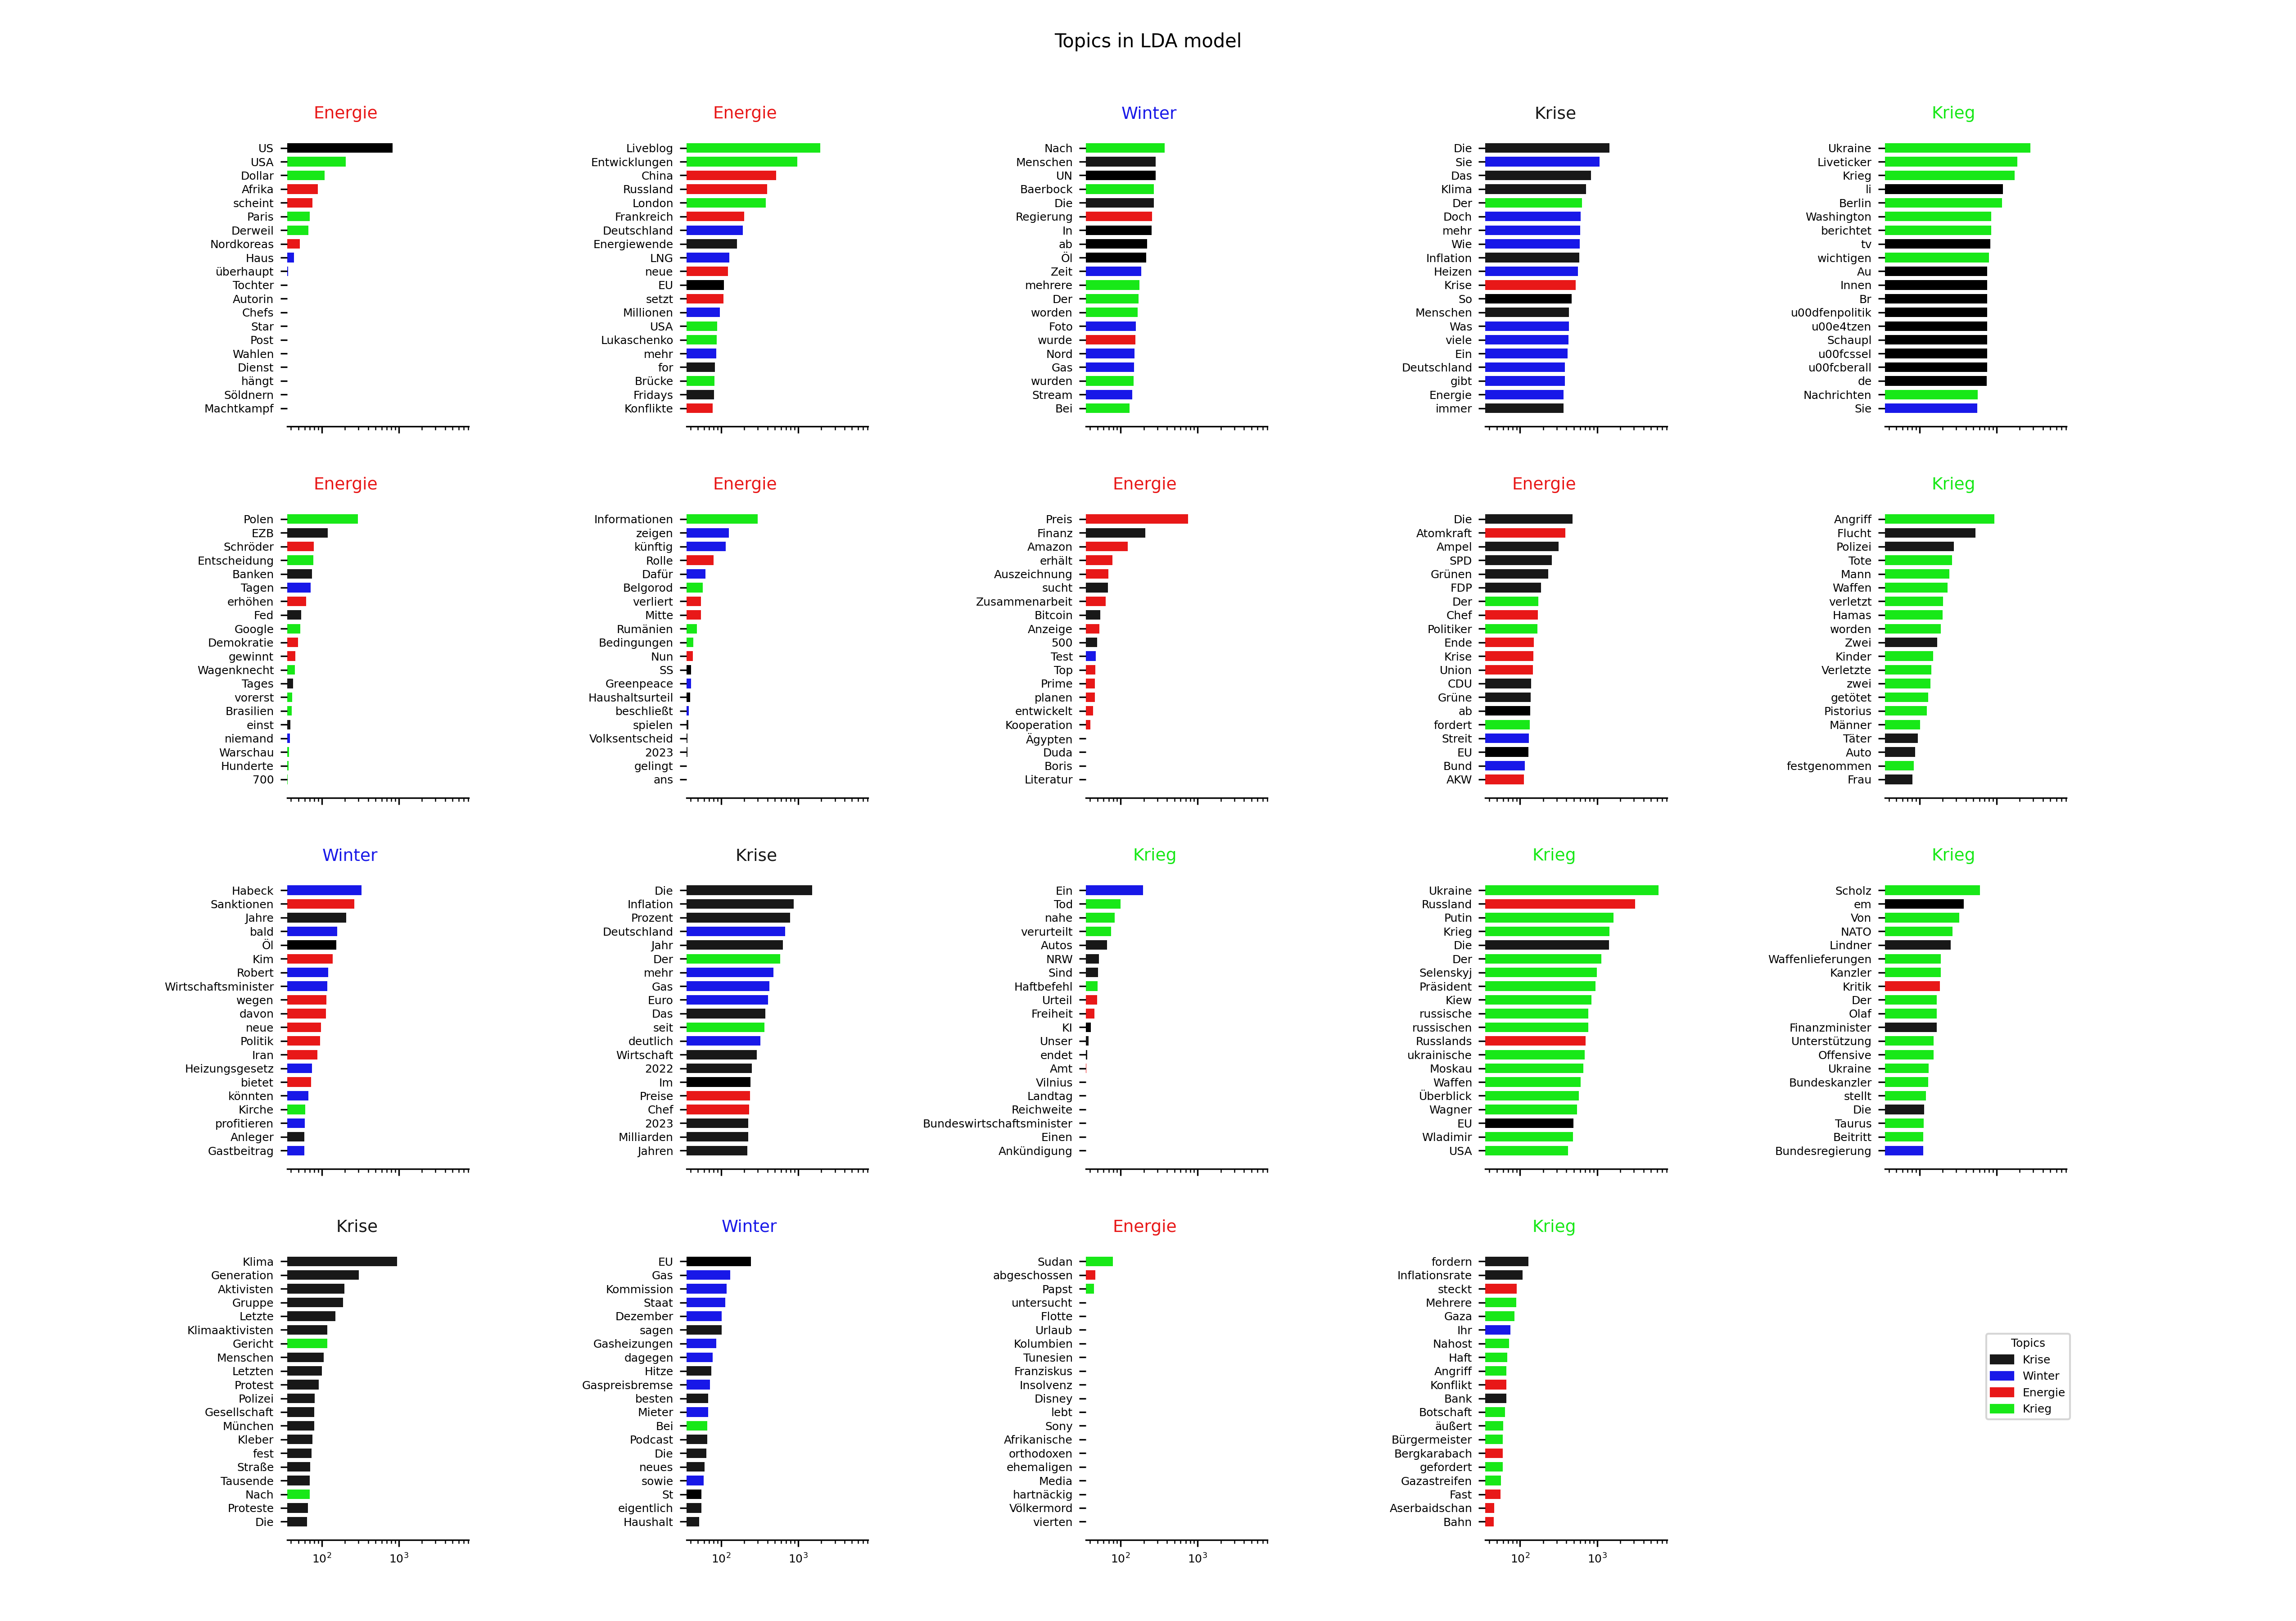 Topics in LDA model
Energie
US
USA
Dollar
Afrika
scheint
Paris
Derweil
Nordkoreas
Haus
überhaupt
Tochter
Autorin
Chefs
Star
Post
Wahlen
Dienst
hängt
Söldnern
Machtkampf
Energie
Liveblog
Entwicklungen
China
Russland
London
Frankreich
Deutschland
Energiewende
LNG
neue
EU
setzt
Millionen
USA
Lukaschenko
mehr
for
Brücke
Fridays
Konflikte
Winter
Nach
Menschen
UN
Baerbock
Die
Regierung
In
ab
Öl
Zeit
mehrere
Der
worden
Foto
wurde
Nord
Gas
wurden
Stream
Bei
Krise
Die
Sie
Das
Klima
Der
Doch
mehr
Wie
Inflation
Heizen
Krise
So
Menschen
Was
viele
Ein
Deutschland
gibt
Energie
immer
Krieg
Ukraine
Liveticker
Krieg
li
Berlin
Washington
berichtet
tv
wichtigen
Au
Innen
Br
u00dfenpolitik
u00e4tzen
Schaupl
u00fcssel
u00fcberall
de
Nachrichten
Sie
Energie
Polen
EZB
Schröder
Entscheidung
Banken
Tagen
erhöhen
Fed
Google
Demokratie
gewinnt
Wagenknecht
Tages
vorerst
Brasilien
einst
niemand
Warschau
Hunderte
700
Energie
Informationen
zeigen
künftig
Rolle
Dafür
Belgorod
verliert
Mitte
Rumänien
Bedingungen
Nun
SS
Greenpeace
Haushaltsurteil
beschließt
spielen
Volksentscheid
2023
gelingt
ans
Energie
Preis
Finanz
Amazon
erhält
Auszeichnung
sucht
Zusammenarbeit
Bitcoin
Anzeige
500
Test
Top
Prime
planen
entwickelt
Kooperation
Ägypten
Duda
Boris
Literatur
Energie
Die
Atomkraft
Ampel
SPD
Grünen
FDP
Der
Chef
Politiker
Ende
Krise
Union
CDU
Grüne
ab
fordert
Streit
EU
Bund
AKW
Krieg
Angriff
Flucht
Polizei
Tote
Mann
Waffen
verletzt
Hamas
worden
Zwei
Kinder
Verletzte
zwei
getötet
Pistorius
Männer
Täter
Auto
festgenommen
Frau
Winter
Habeck
Sanktionen
Jahre
bald
Öl
Kim
Robert
Wirtschaftsminister
wegen
davon
neue
Politik
Iran
Heizungsgesetz
bietet
könnten
Kirche
profitieren
Anleger
Gastbeitrag
Krise
Die
Inflation
Prozent
Deutschland
Jahr
Der
mehr
Gas
Euro
Das
seit
deutlich
Wirtschaft
2022
Im
Preise
Chef
2023
Milliarden
Jahren
Krieg
Ein
Tod
nahe
verurteilt
Autos
NRW
Sind
Haftbefehl
Urteil
Freiheit
KI
Unser
endet
Amt
Vilnius
Landtag
Reichweite
Bundeswirtschaftsminister
Einen
Ankündigung
Krieg
Ukraine
Russland
Putin
Krieg
Die
Der
Selenskyj
Präsident
Kiew
russische
russischen
Russlands
ukrainische
Moskau
Waffen
Überblick
Wagner
EU
Wladimir
USA
Krieg
Scholz
em
Von
NATO
Lindner
Waffenlieferungen
Kanzler
Kritik
Der
Olaf
Finanzminister
Unterstützung
Offensive
Ukraine
Bundeskanzler
stellt
Die
Taurus
Beitritt
Bundesregierung
Krise
Klima
Generation
Aktivisten
Gruppe
Letzte
Klimaaktivisten
Gericht
Menschen
Letzten
Protest
Polizei
Gesellschaft
München
Kleber
fest
Straße
Tausende
Nach
Proteste
Die
10² 10³
Winter
EU
Gas
Kommission
Staat
Dezember
sagen
Gasheizungen
dagegen
Hitze
Gaspreisbremse
besten
Mieter
Bei
Podcast
Die
neues
sowie
St
eigentlich
Haushalt
10² 10³
Energie
Sudan
abgeschossen
Papst
untersucht
Flotte
Urlaub
Kolumbien
Tunesien
Franziskus
Insolvenz
Disney
lebt
Sony
Afrikanische
orthodoxen
ehemaligen
Media
hartnäckig
Völkermord
vierten
10² 10³
Krieg
fordern
Inflationsrate
steckt
Mehrere
Gaza
Ihr
Nahost
Haft
Angriff
Konflikt
Bank
Botschaft
äußert
Bürgermeister
Bergkarabach
gefordert
Gazastreifen
Fast
Aserbaidschan
Bahn
10² 10³
Topics
Krise
Winter
Energie
Krieg